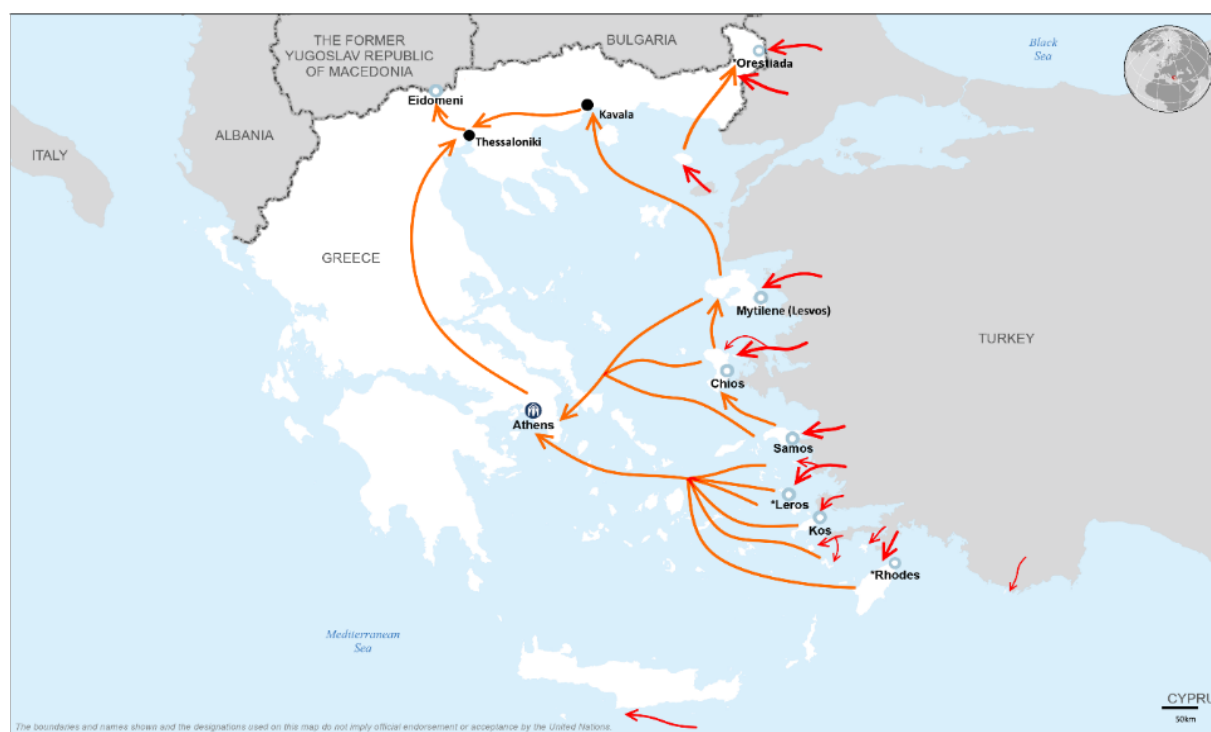 THE FORMER
YUGOSLAV REPUBLIC
OF MACEDONIA
BULGARIA
Black
Sea
*Orestiada
Eidomeni
Kavala
ALBANIA
Thessaloniki
ITALY
GREECE
Mytilene (Lesvos)
TURKEY
Chios
Athens
Samos
*Leros
Kos
*Rhodes
Mediterranean
Sea
CYPRU
50km
The boundaries and names shown and the designations used on this map do not imply official endorsement or acceptance by the United Nations.